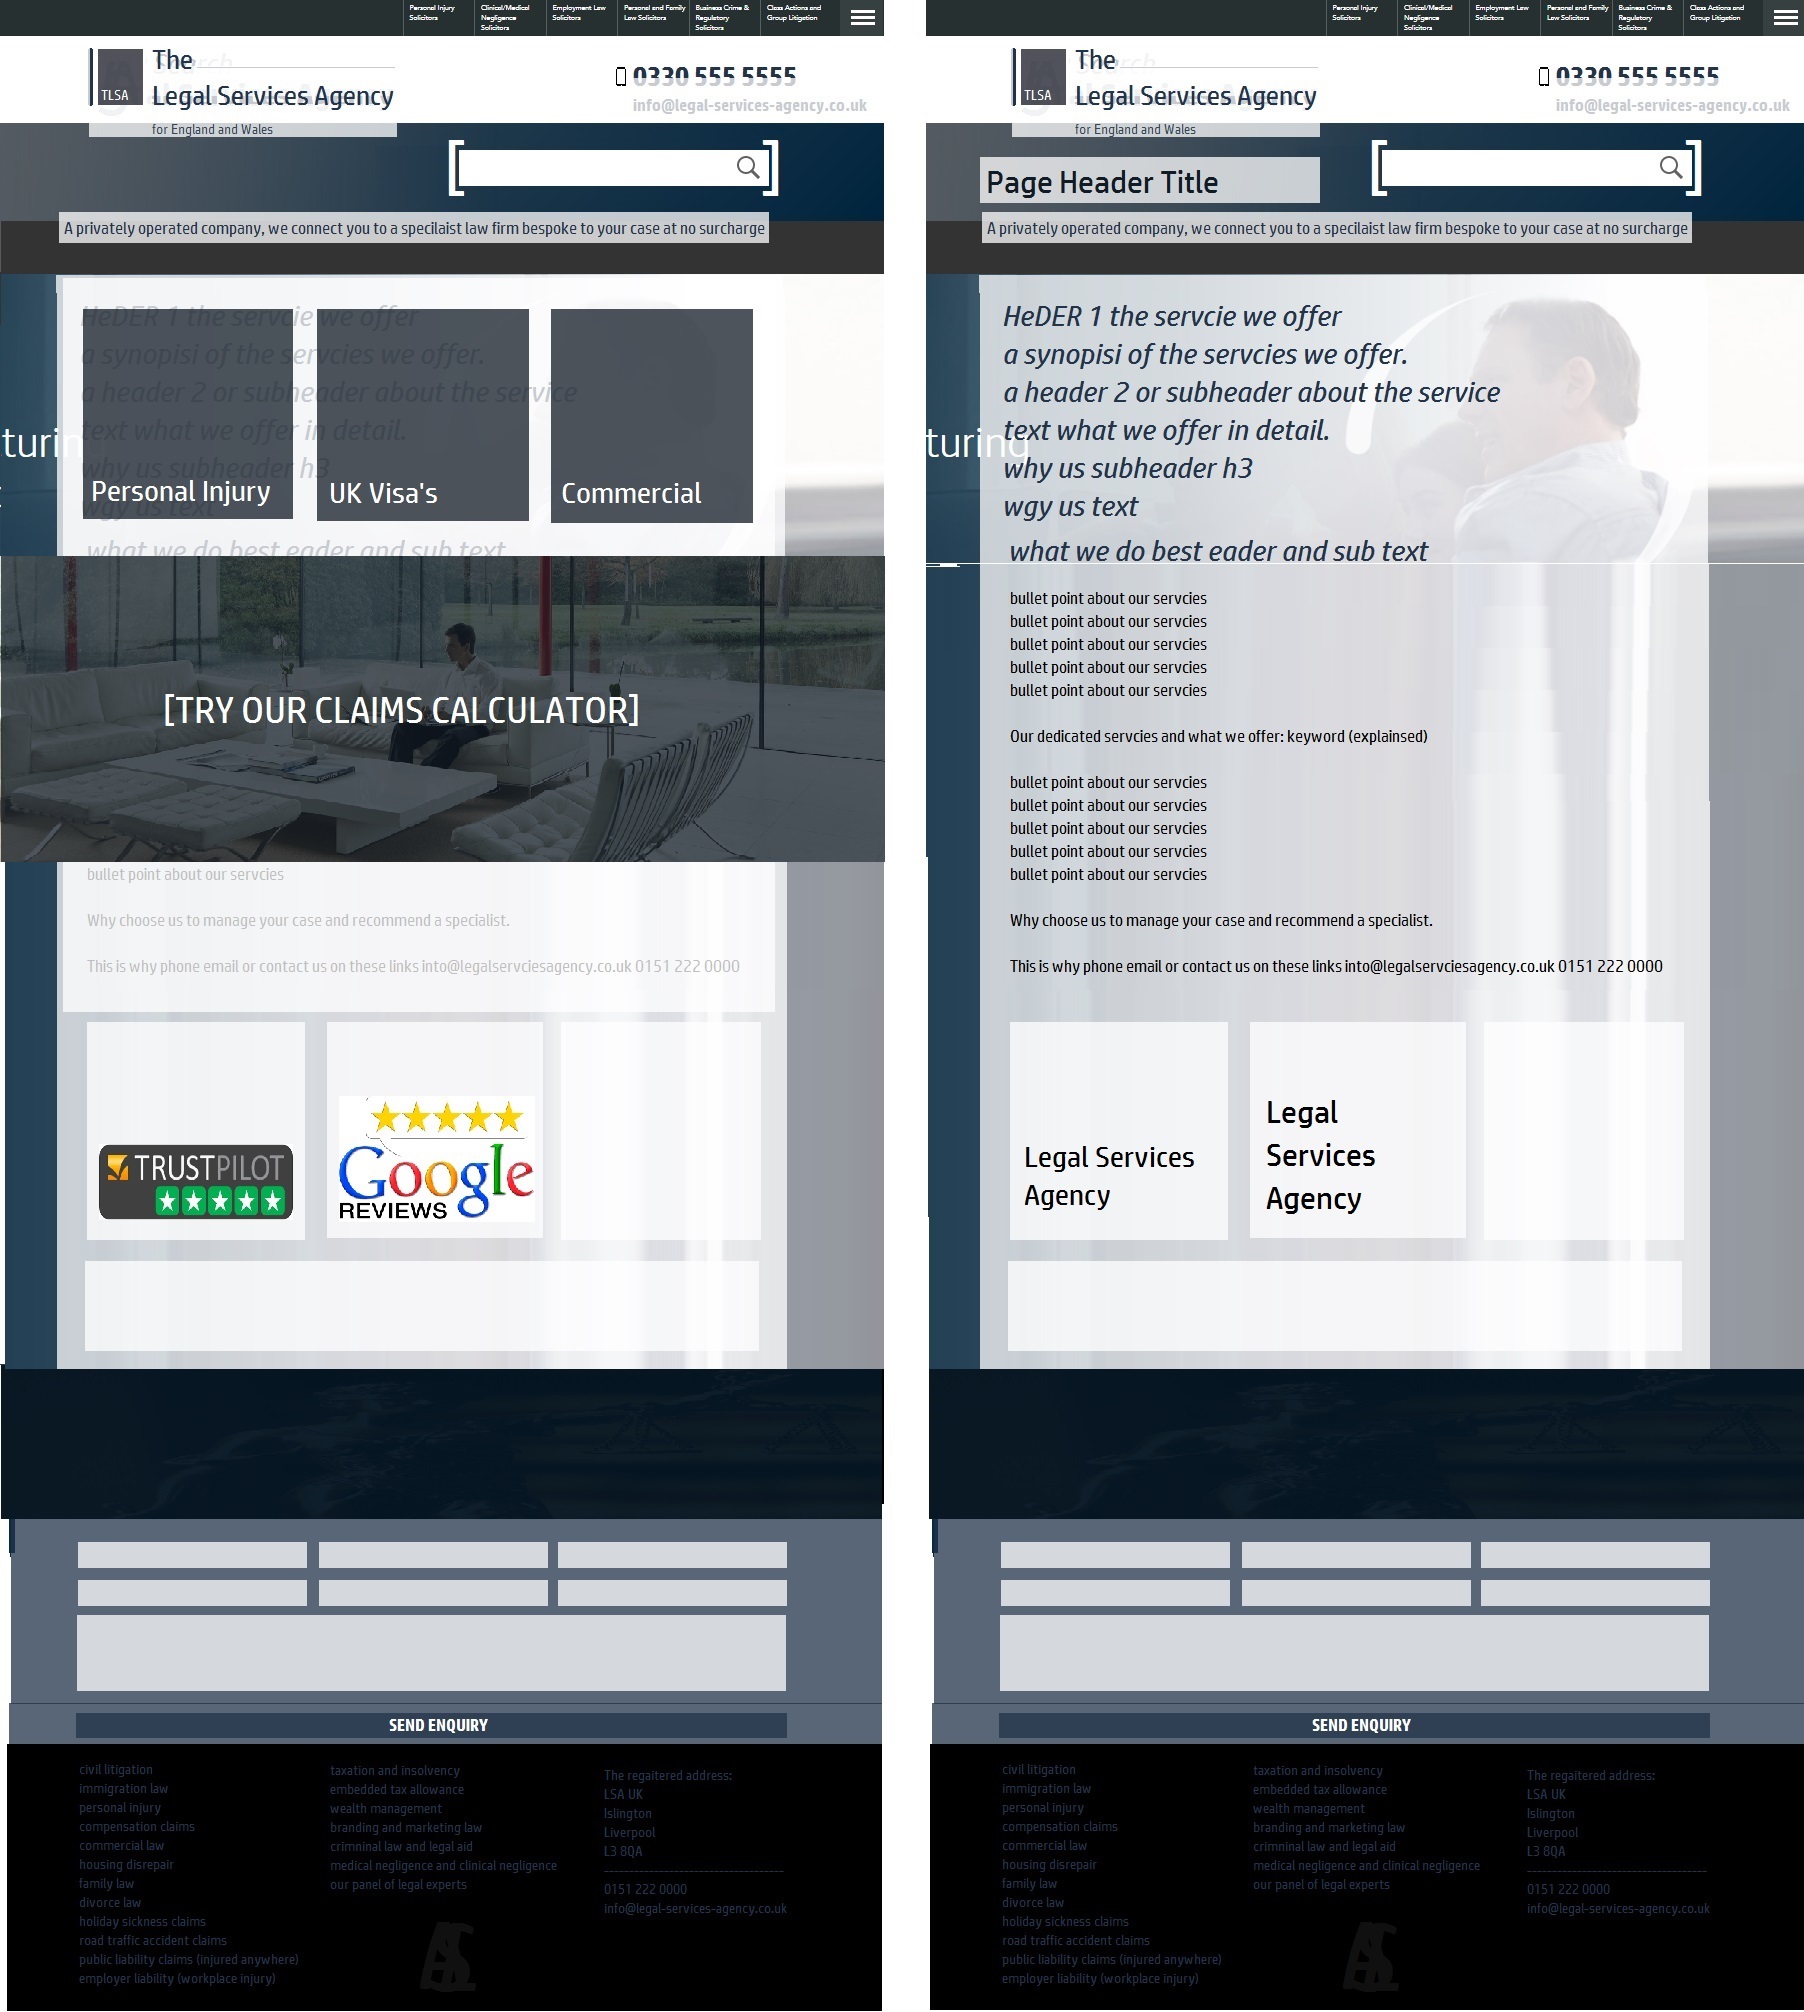 Personal Injury
Solicitors
Clinical/Medical
Negligence
Solicitors
Employment Law
Solicitors
Personal and Family
Law Solicitors
Business Crime &
Regulatory
Solicitors
Class Actions and
Group Litigation
TLSA
The
Search
Legal Services Agency
for England and Wales
0330 555 5555
info@legal-services-agency.co.uk
A privately operated company, we connect you to a specilaist law firm bespoke to your case at no surcharge
HeDER 1 the servcie we offer
a synopisi of the servcies we offer.
a header 2 or subheader about the service
text what we offer in detail.
turin
why us subheader h3
wgy us text
Personal Injury
UK Visa's
Commercial
what we do best eader and sub text
[TRY OUR CLAIMS CALCULATOR]
bullet point about our servcies
Why choose us to manage your case and recommend a specialist.
This is why phone email or contact us on these links into@legalservciesagency.co.uk 0151 222 0000
TRUSTPILOT
Google
REVIEWS
SEND ENQUIRY
civil litigation
immigration law
personal injury
compensation claims
commercial law
housing disrepair
family law
divorce law
holiday sickness claims
road traffic accident claims
public liability claims (injured anywhere)
employer liability (workplace injury)
taxation and insolvency
embedded tax allowance
wealth management
branding and marketing law
crimninal law and legal aid
medical negligence and clinical negligence
our panel of legal experts
The regaitered address:
LSA UK
Islington
Liverpool
L3 8QA
0151 222 0000
info@legal-services-agency.co.uk
Personal Injury
Solicitors
Clinical/Medical
Negligence
Solicitors
Employment Law
Solicitors
Personal and Family
Law Solicitors
Business Crime &
Regulatory
Solicitors
Class Actions and
Group Litigation
TLSA
The
Search
Legal Services Agency
for England and Wales
0330 555 5555
info@legal-services-agency.co.uk
Page Header Title
A privately operated company, we connect you to a specilaist law firm bespoke to your case at no surcharge
HeDER 1 the servcie we offer
a synopisi of the servcies we offer.
a header 2 or subheader about the service
text what we offer in detail.
turing
why us subheader h3
wgy us text
what we do best eader and sub text
bullet point about our servcies
bullet point about our servcies
bullet point about our servcies
bullet point about our servcies
bullet point about our servcies
Our dedicated servcies and what we offer: keyword (explainsed)
bullet point about our servcies
bullet point about our servcies
bullet point about our servcies
bullet point about our servcies
bullet point about our servcies
Why choose us to manage your case and recommend a specialist.
This is why phone email or contact us on these links into@legalservciesagency.co.uk 0151 222 0000
Legal Services
Agency
Legal
Services
Agency
SEND ENQUIRY
civil litigation
immigration law
personal injury
compensation claims
commercial law
housing disrepair
family law
divorce law
holiday sickness claims
road traffic accident claims
public liability claims (injured anywhere)
employer liability (workplace injury)
taxation and insolvency
embedded tax allowance
wealth management
branding and marketing law
crimninal law and legal aid
medical negligence and clinical negligence
our panel of legal experts
The regaitered address:
LSA UK
Islington
Liverpool
L3 8QA
0151 222 0000
info@legal-services-agency.co.uk